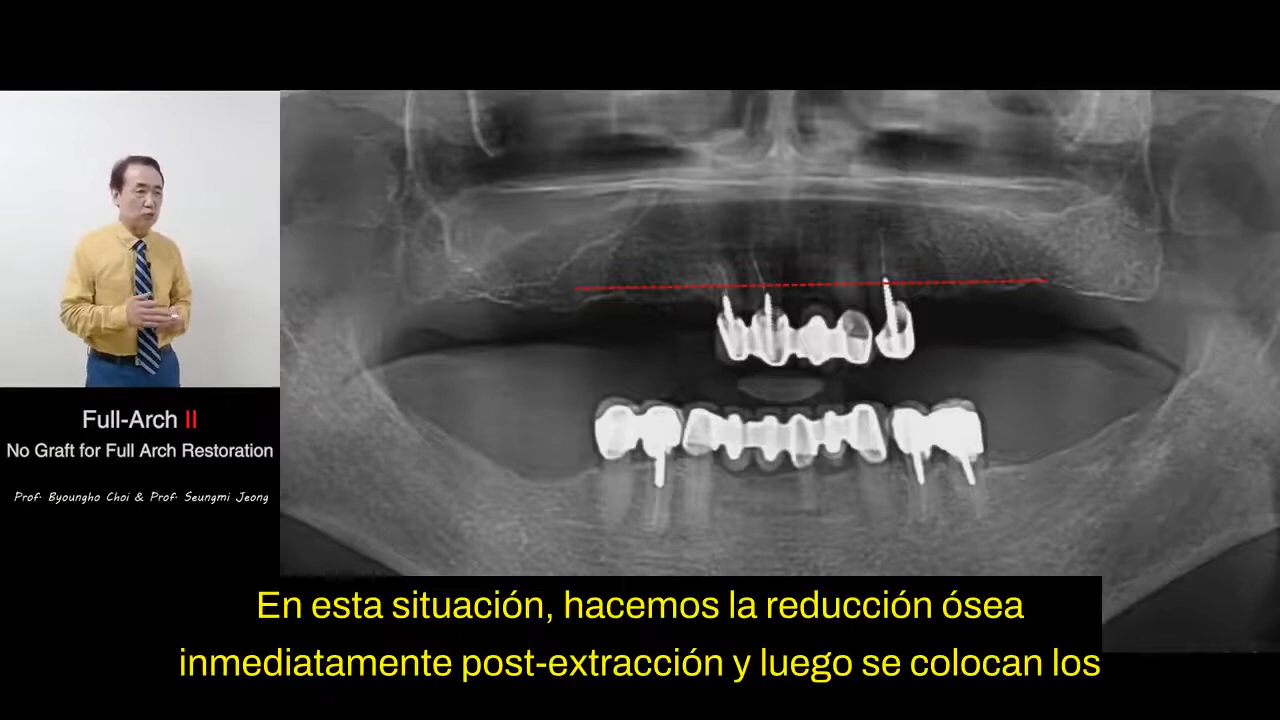 Full-Arch II
No Graft for Full Arch Restoration
Prof. Byoungho Choi & Prof. Seungmi Jeong
En esta situación, hacemos la reducción ósea
inmediatamente post-extracción y luego se colocan los